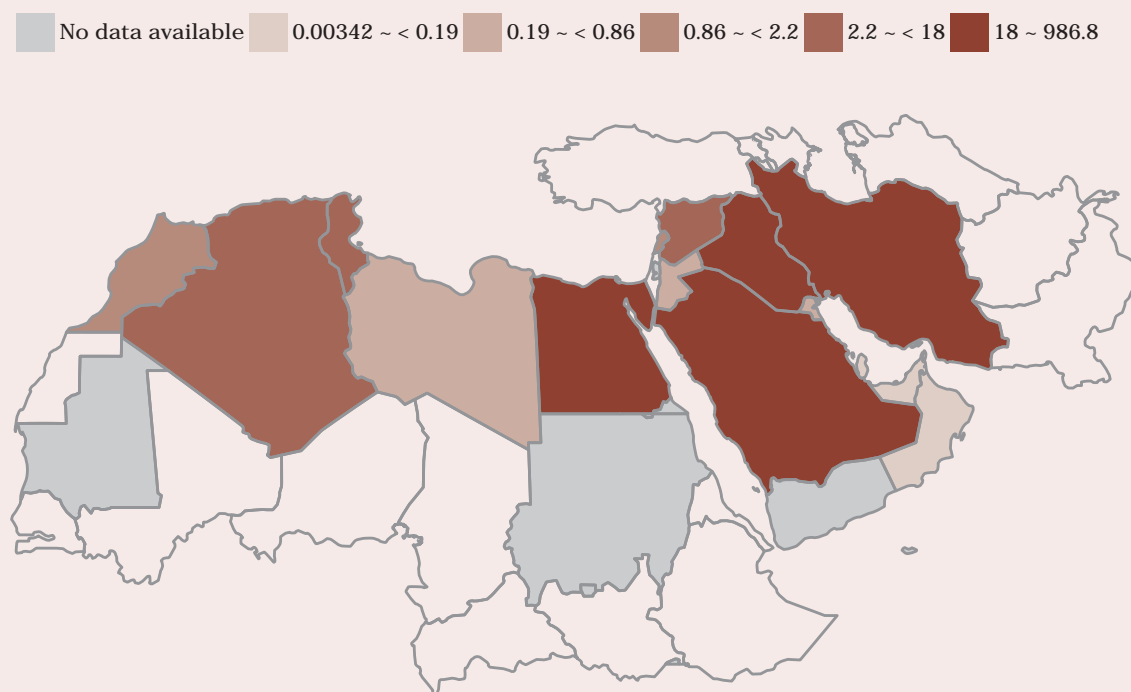 No data available 0.00342 ~ < 0.19 0.19 ~ < 0.86 0.86 ~ < 2.2 2.2 ~ < 18 18 ~ 986.8